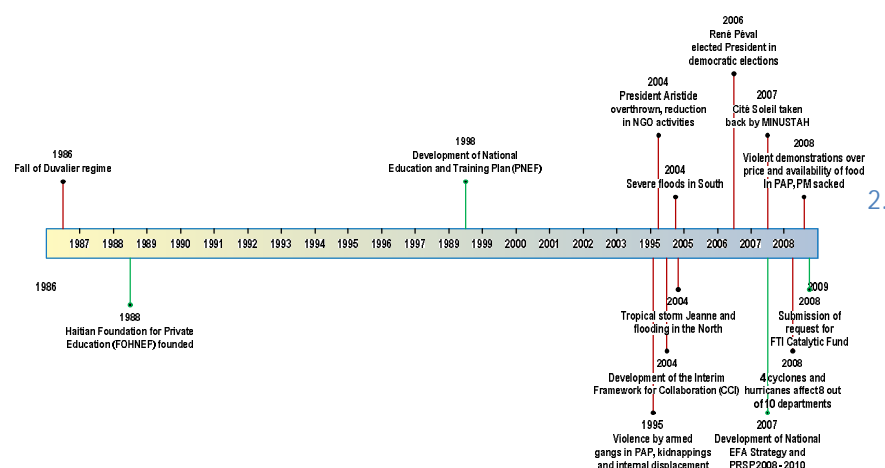 2006
René Péval
elected President in
democratic elections
2004
President Aristide
overthrown, reduction
in NGO activities
2007
Cité Soleil taken
back by MINUSTAH
1986
Fall of Duvalier regime
1998
Development of National
Education and Training Plan (PNEF)
2004
Severe floods in South
2008
Violent demonstrations over
price and availability of food
in PAP, PM sacked
2.
1987 1988 1989 1990 1991 1992 1993 1994 1995 1996 1997 1998 1999 2000 2001 2002 2003 1995 2005 2006 2007 2008
1986
2009
1988
Haitian Foundation for Private
Education (FOHNEF) founded
2004
Tropical storm Jeanne and
flooding in the North
2008
Submission of
request for
FTI Catalytic Fund
2004
Development of the Interim
Framework for Collaboration (CCI)
2008
4 cyclones and
hurricanes affect 8 out
of 10 departments
1995
Violence by armed
gangs in PAP, kidnappings
and internal displacement
2007
Development of National
EFA Strategy and
PRSP 2008 - 2010